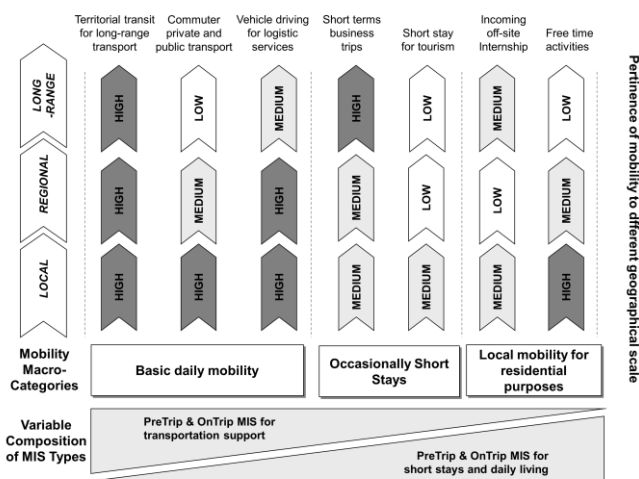 Territorial transit
for long-range
transport
Commuter
private and
public transport
Vehicle driving
for logistic
services
Short terms
business
trips
Short stay
for tourism
Incoming
off-site
Internship
Free time
activities
LONG
-RANGE
HIGH
LOW
MEDIUM
HIGH
LOW
MEDIUM
LOW
REGIONAL
HIGH
MEDIUM
HIGH
MEDIUM
LOW
LOW
MEDIUM
LOCAL
HIGH
HIGH
HIGH
MEDIUM
MEDIUM
MEDIUM
HIGH
Pertinence of mobility to dfferent geographical scale
Mobility
Macro-
Categories
Basic daily mobility
Occasionally Short
Stays
Local mobility for
residential
purposes
Variable
Composition
of MIS Types
PreTrip & OnTrip MIS for
transportation support
PreTrip & OnTrip MIS for
short stays and daily living